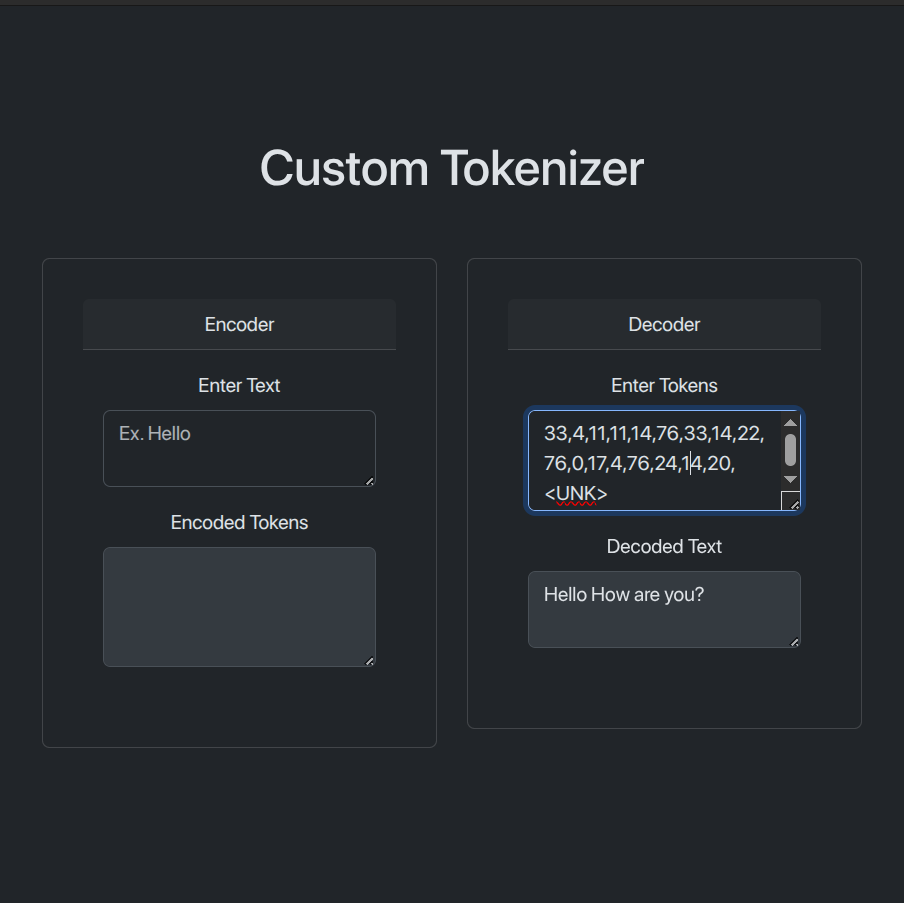 Custom Tokenizer
Encoder
Enter Text
Ex. Hello
Encoded Tokens
Decoder
Enter Tokens
33,4,11,11,14,76,33,14,22,
76,0,17,4,76,24,14,20,
<UNK>
Decoded Text
Hello How are you?